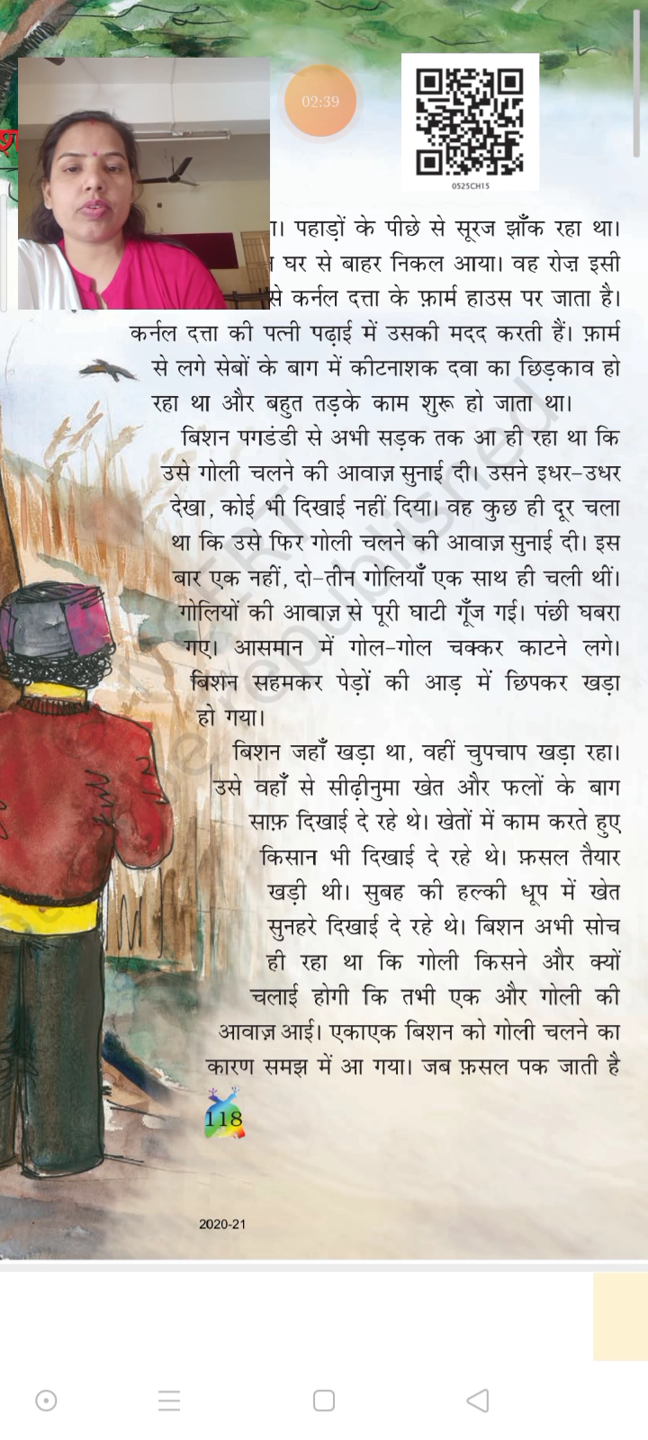 02:39
0525CH15
पहाड़ों के पीछे से सूरज झाँक रहा था।
घर से बाहर निकल आया। वह रोज़ इसी
से कर्नल दत्ता के फ़ार्म हाउस पर जाता है।
कर्नल दत्ता की पत्नी पढ़ाई में उसकी मदद करती हैं। फ़ार्म
से लगे सेबों के बाग में कीटनाशक दवा का छिड़काव हो
रहा था और बहुत तड़के काम शुरू हो जाता था।
बिशन पगडंडी से अभी सड़क तक आ ही रहा था कि
उसे गोली चलने की आवाज़ सुनाई दी। उसने इधर-उधर
देखा, कोई भी दिखाई नहीं दिया। वह कुछ ही दूर चला
था कि उसे फिर गोली चलने की आवाज़ सुनाई दी। इस
बार एक नहीं, दो-तीन गोलियाँ एक साथ ही चली थीं।
गोलियों की आवाज़ से पूरी घाटी गूँज गई। पंछी घबरा
गए। आसमान में गोल-गोल चक्कर काटने लगे।
बिशन सहमकर पेड़ों की आड़ में छिपकर खड़ा
हो गया।
बिशन जहाँ खड़ा था, वहीं चुपचाप खड़ा रहा।
उसे वहाँ से सीढ़ीनुमा खेत और फलों के बाग
साफ़ दिखाई दे रहे थे। खेतों में काम करते हुए
किसान भी दिखाई दे रहे थे। फ़सल तैयार
खड़ी थी। सुबह की हल्की धूप में खेत
सुनहरे दिखाई दे रहे थे। बिशन अभी सोच
ही रहा था कि गोली किसने और क्यों
चलाई होगी कि तभी एक और गोली की
आवाज़ आई। एकाएक बिशन को गोली चलने का
कारण समझ में आ गया। जब फ़सल पक जाती है
118
2020-21